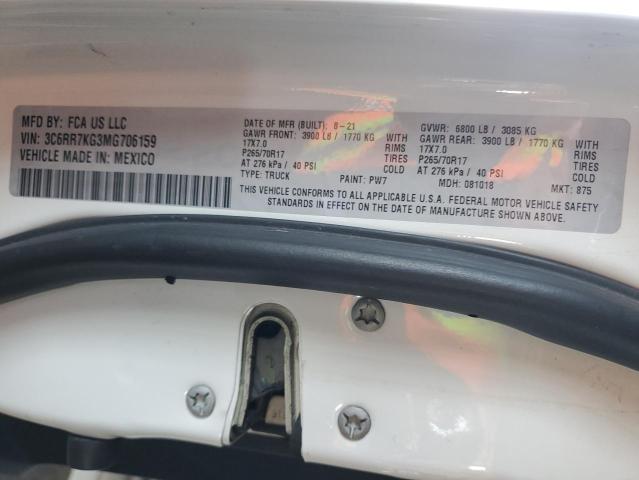 MFD BY: FCA US LLC
VIN: 3C6RR7KG3MG706159
VEHICLE MADE IN: MEXICO
DATE OF MFR (BUILT): 8-21
GAWR FRONT: 3900 LB / 1770 KG WITH
17X7.0 RIMS
P265/70R17 TIRES
AT 276 kPa / 40 PSI COLD
TYPE: TRUCK PAINT: PW7
GVWR: 6800 LB / 3085 KG
GAWR REAR: 3900 LB / 1770 KG WITH
17X7.0 RIMS
P265/70R17 TIRES
AT 276 kPa / 40 PSI COLD
MDH: 081018 MKT: 875
THIS VEHICLE CONFORMS TO ALL APPLICABLE U.S.A. FEDERAL MOTOR VEHICLE SAFETY
STANDARDS IN EFFECT ON THE DATE OF MANUFACTURE SHOWN ABOVE.